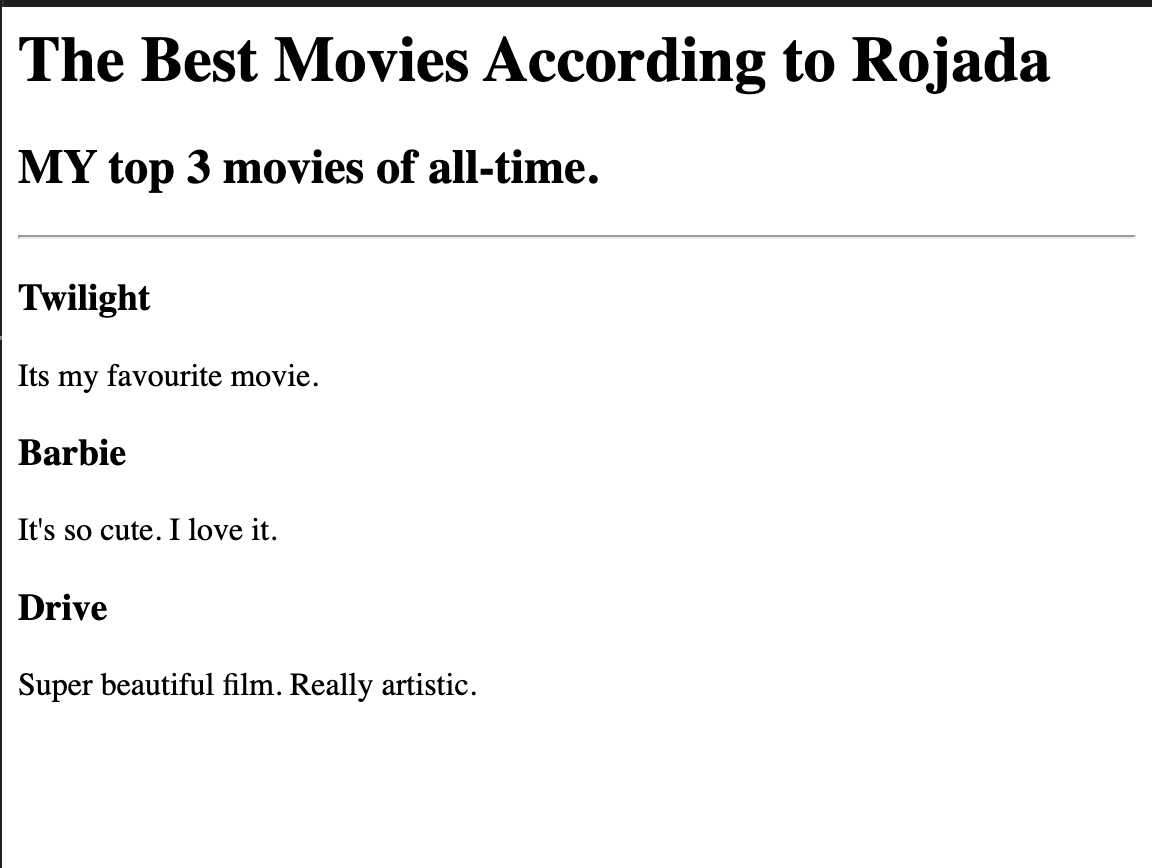 The Best Movies According to Rojada
MY top 3 movies of all-time.
Twilight
Its my favourite movie.
Barbie
It's so cute. I love it.
Drive
Super beautiful film. Really artistic.